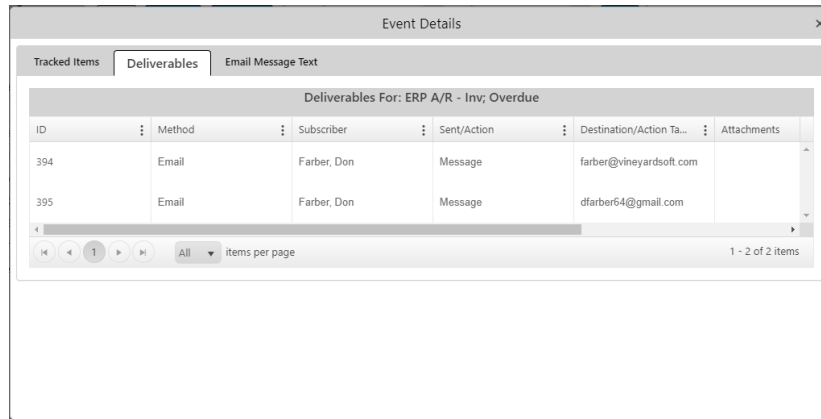 Event Details
Tracked Items Deliverables Email Message Text
Deliverables For: ERP A/R - Inv; Overdue
ID Method Subscriber Sent/Action Destination/Action Ta... Attachments
394 Email Farber, Don Message farber@vineyardsoft.com
395 Email Farber, Don Message dfarber64@gmail.com
1 All items per page 1 - 2 of 2 items